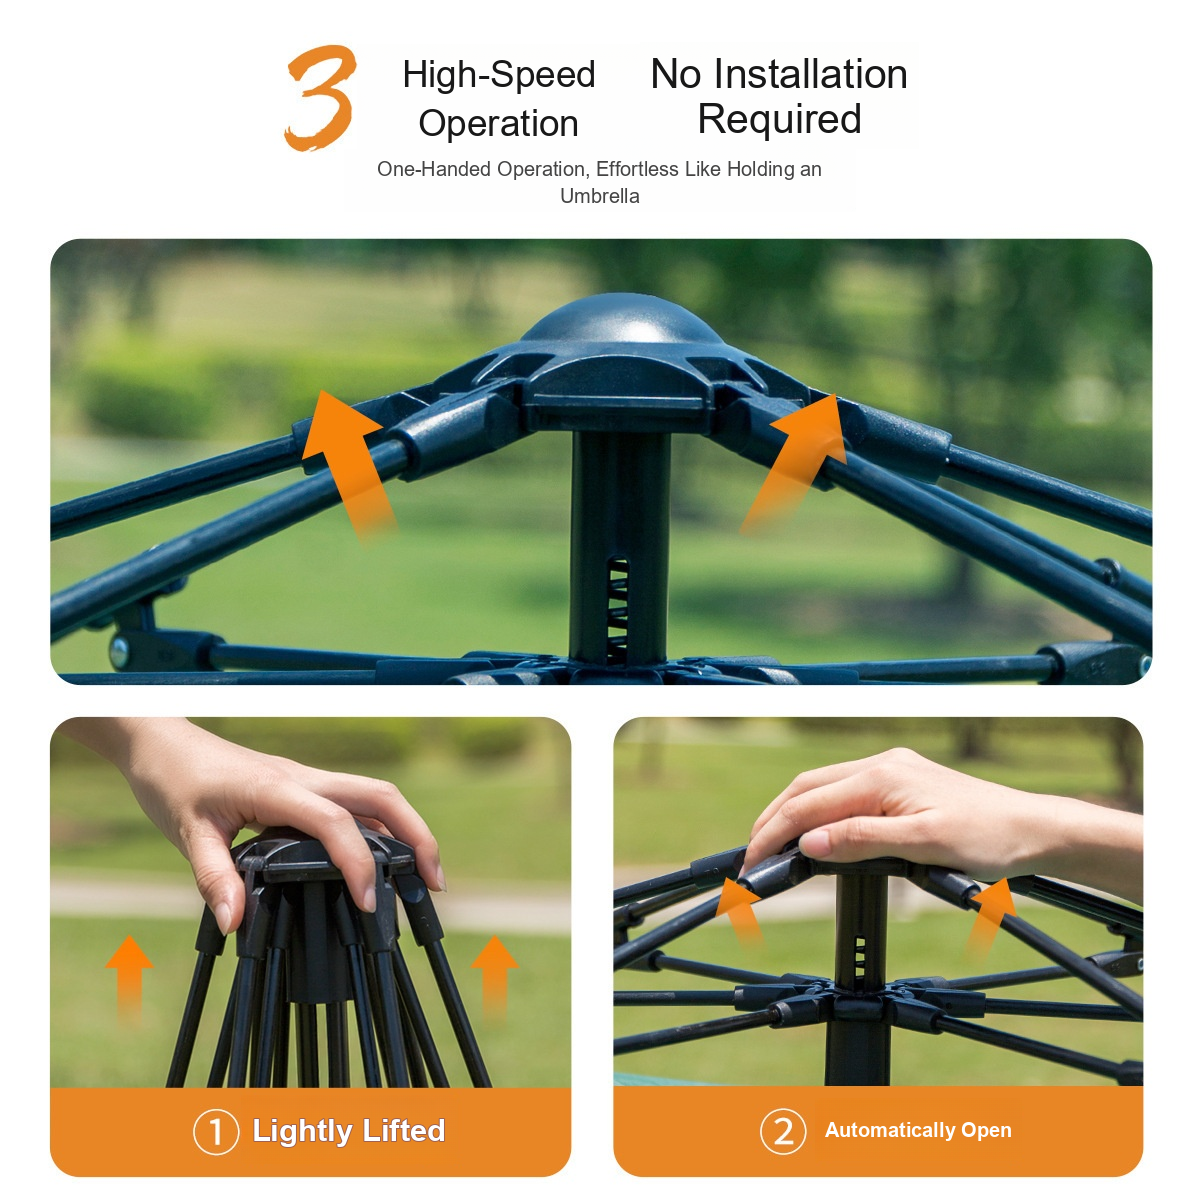 3
High-Speed
Operation
No Installation
Required
One-Handed Operation, Effortless Like Holding an
Umbrella
1 Lightly Lifted
2 Automatically Open